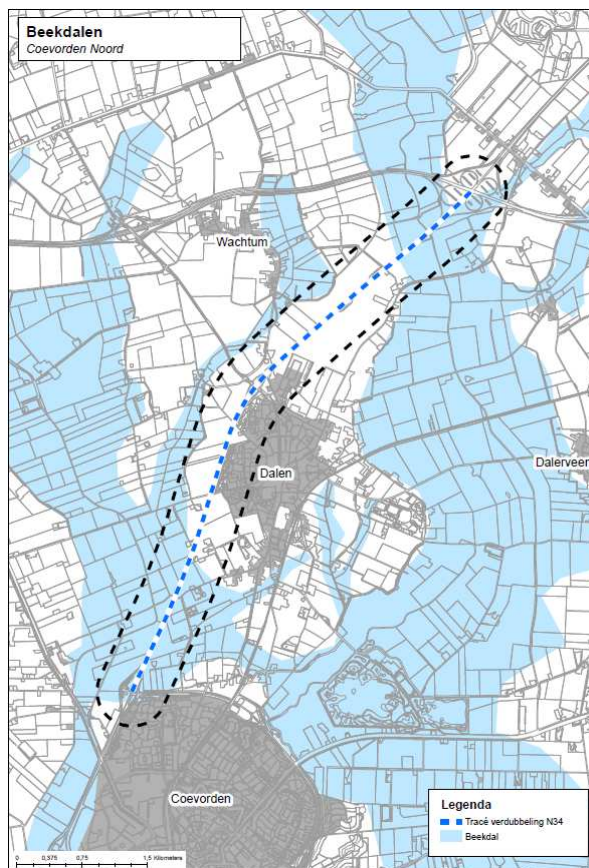 Beekdalen
Coevorden Noord
Wachtum
Dalen
Dalerveen
Coevorden
Legenda
Tracé verdubbeling N34
Beekdal
0 0,375 0,75 1,5 Kilometers